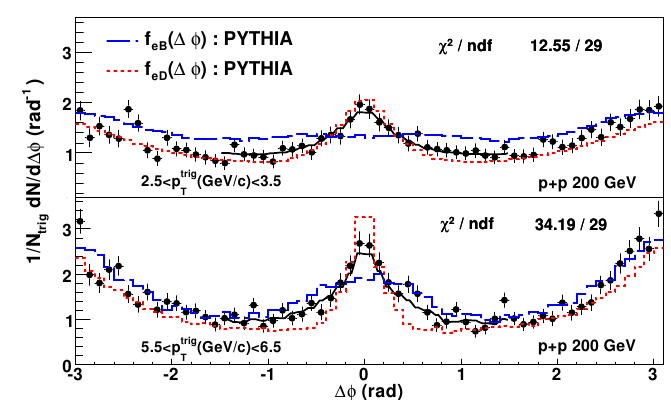 f_eB(Δ ϕ) : PYTHIA
f_eD(Δ ϕ) : PYTHIA
χ² / ndf 12.55 / 29
2.5<p_T^trig(GeV/c)<3.5
p+p 200 GeV
3
2
1
1/N_trig dN/dΔϕ (rad⁻¹)
χ² / ndf 34.19 / 29
5.5<p_T^trig(GeV/c)<6.5
p+p 200 GeV
3
2
1
0
-3 -2 -1 0 1 2 3
Δϕ (rad)